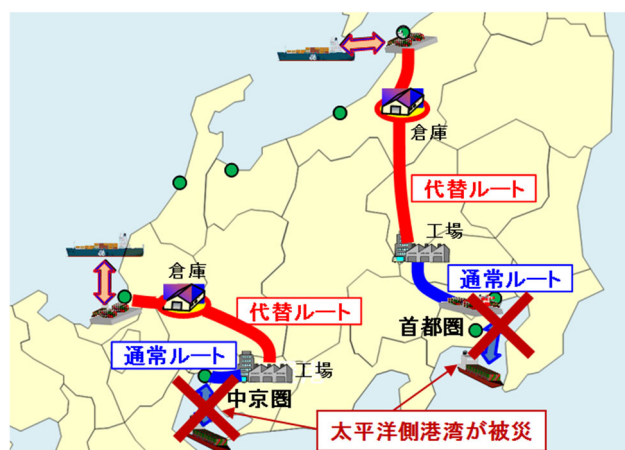 倉庫
代替ルート
工場
通常ルート
首都圏
倉庫
代替ルート
通常ルート
工場
中京圏
太平洋側港湾が被災